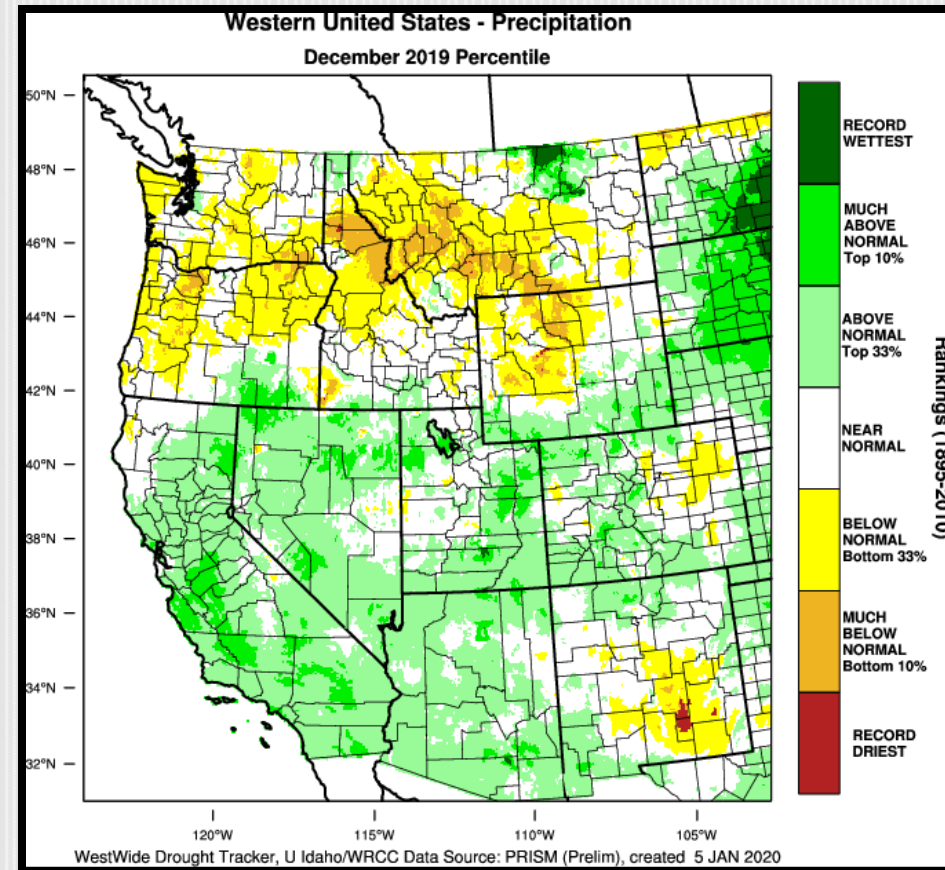 Western United States - Precipitation
December 2019 Percentile
50°N
48°N
46°N
44°N
42°N
40°N
38°N
36°N
34°N
32°N
120°W
115°W
110°W
105°W
RECORD
WETTEST
MUCH
ABOVE
NORMAL
Top 10%
ABOVE
NORMAL
Top 33%
NEAR
NORMAL
BELOW
NORMAL
Bottom 33%
MUCH
BELOW
NORMAL
Bottom 10%
RECORD
DRIEST
Rankings (1895-2010)
WestWide Drought Tracker, U Idaho/WRCC Data Source: PRISM (Prelim), created 5 JAN 2020